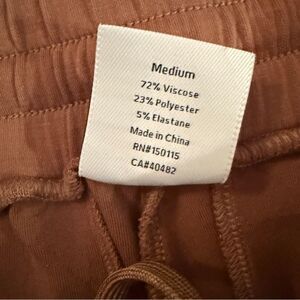 Medium
72% Viscose
23% Polyester
5% Elastane
Made in China
RN#150115
CA#40482